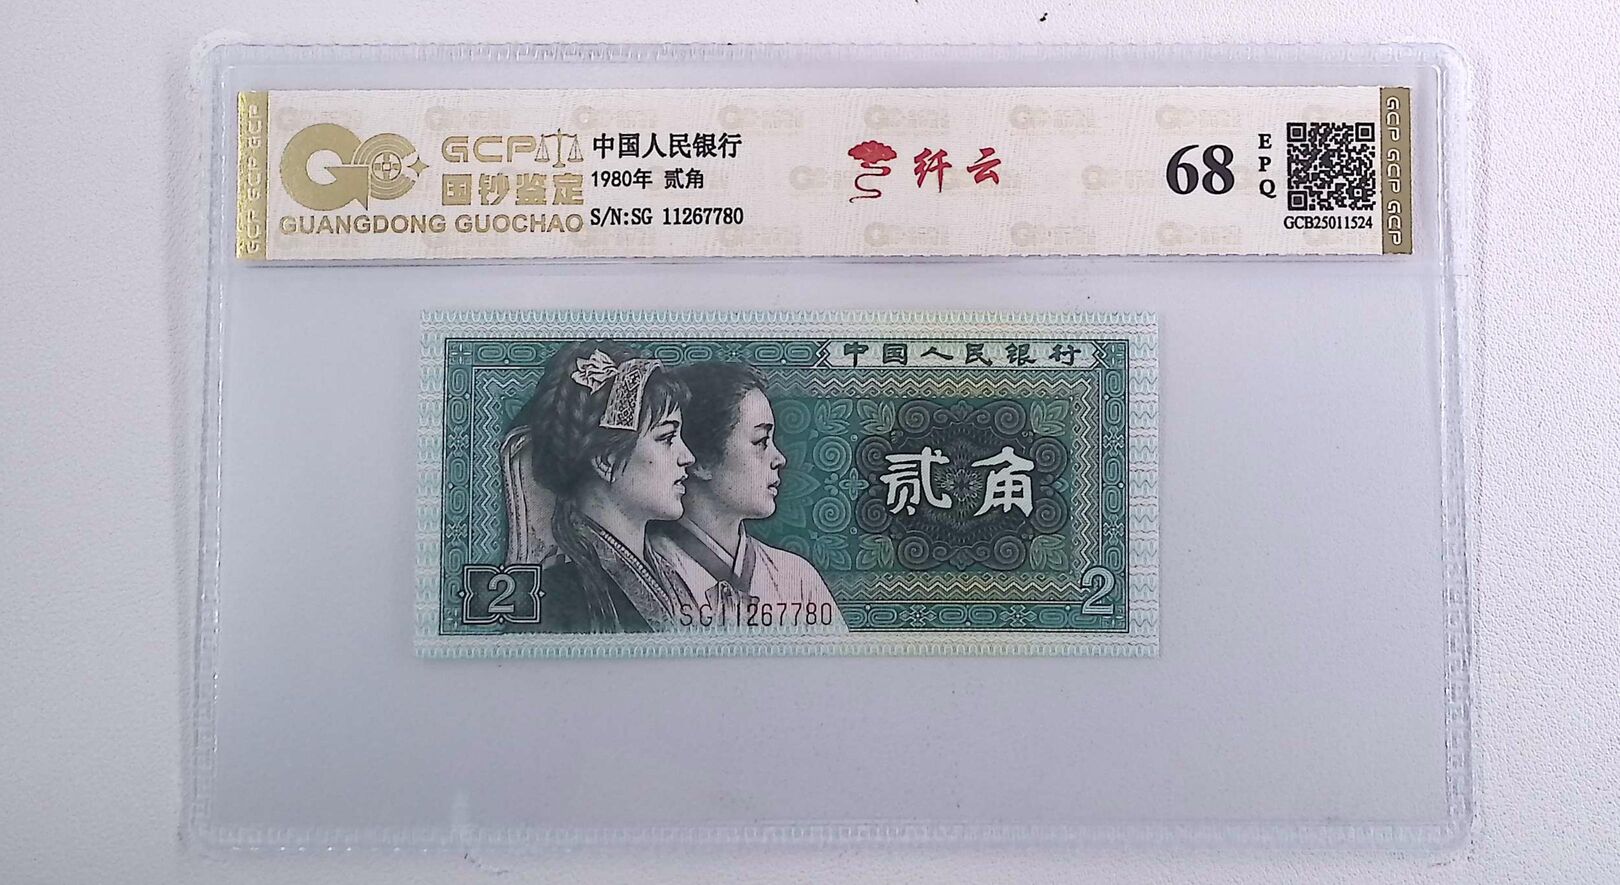 GCP
国钞鉴定
GUANGDONG GUOCHAO
中国人民银行
1980年 贰角
S/N:SG 11267780
纤云
68
EPQ
GCB25011524
GCP GCP GCP
GCP GCP GCP
中国人民银行
贰角
2
2
SG11267780